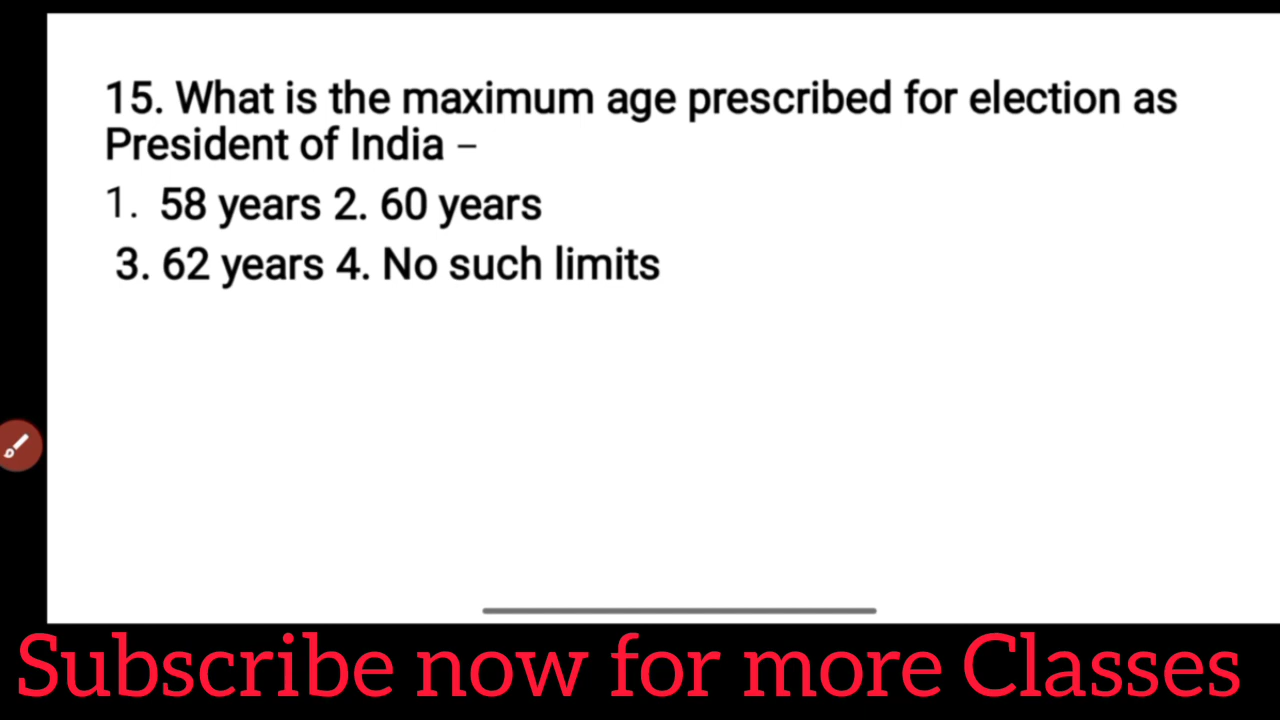 15. What is the maximum age prescribed for election as
President of India –
1. 58 years 2. 60 years
3. 62 years 4. No such limits
Subscribe now for more Classes